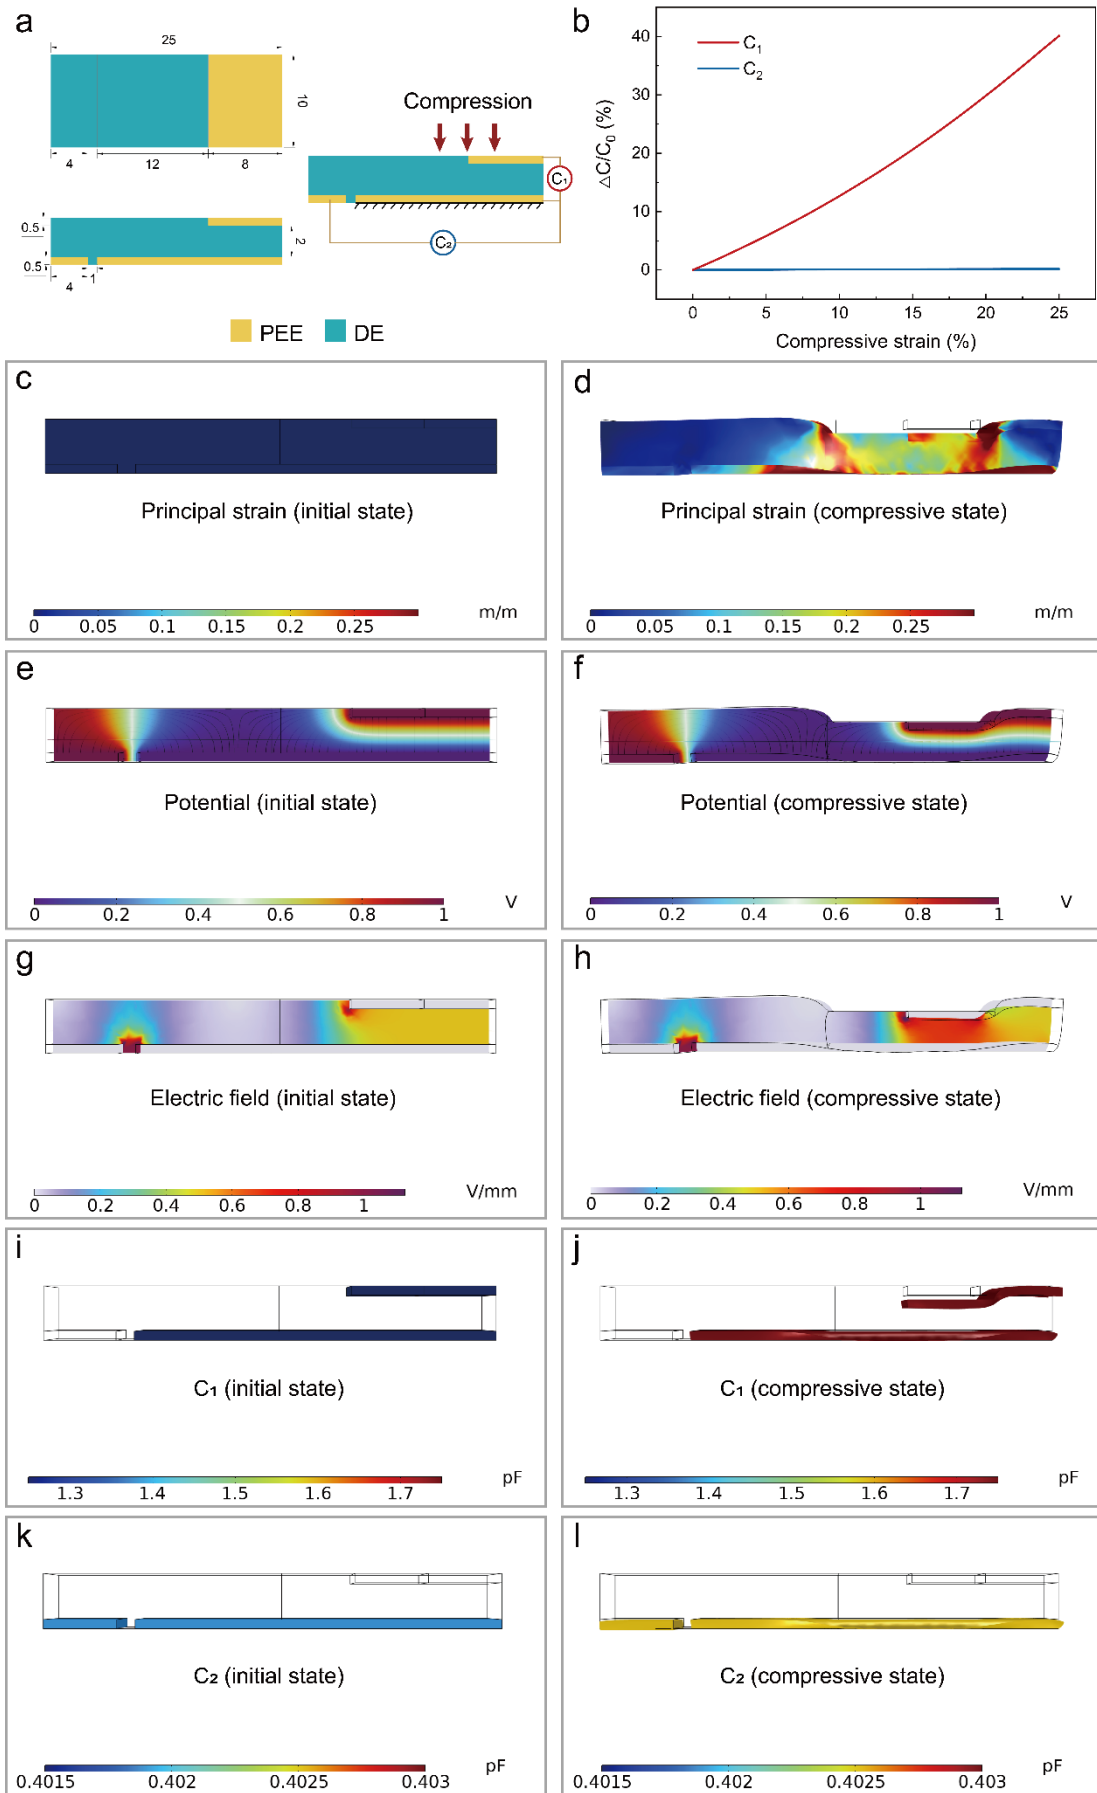 a
25
10
4
12
8
0.5
2
0.5
4
1
Compression
C₁
C₂
PEE
DE
b
C₁
C₂
ΔC/C₀ (%)
40
30
20
10
0
0 5 10 15 20 25
Compressive strain (%)
c
Principal strain (initial state)
m/m
0 0.05 0.1 0.15 0.2 0.25
d
Principal strain (compressive state)
m/m
0 0.05 0.1 0.15 0.2 0.25
e
Potential (initial state)
V
0 0.2 0.4 0.6 0.8 1
f
Potential (compressive state)
V
0 0.2 0.4 0.6 0.8 1
g
Electric field (initial state)
V/mm
0 0.2 0.4 0.6 0.8 1
h
Electric field (compressive state)
V/mm
0 0.2 0.4 0.6 0.8 1
i
C₁ (initial state)
pF
1.3 1.4 1.5 1.6 1.7
j
C₁ (compressive state)
pF
1.3 1.4 1.5 1.6 1.7
k
C₂ (initial state)
pF
0.4015 0.402 0.4025 0.403
l
C₂ (compressive state)
pF
0.4015 0.402 0.4025 0.403